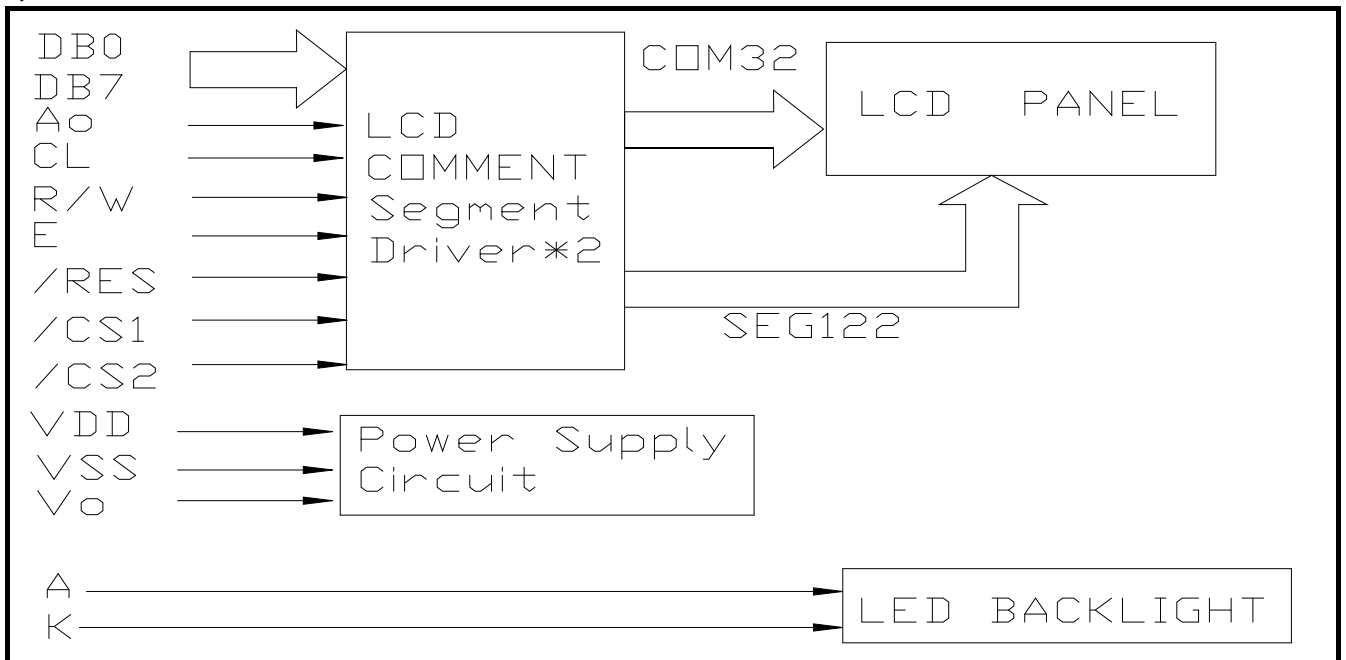 DB0
DB7
Ao
CL
R/W
E
/RES
/CS1
/CS2
LCD
COMMENT
Segment
Driver*2
COM32
LCD PANEL
SEG122
VDD
VSS
Vo
Power Supply
Circuit
A
K
LED BACKLIGHT